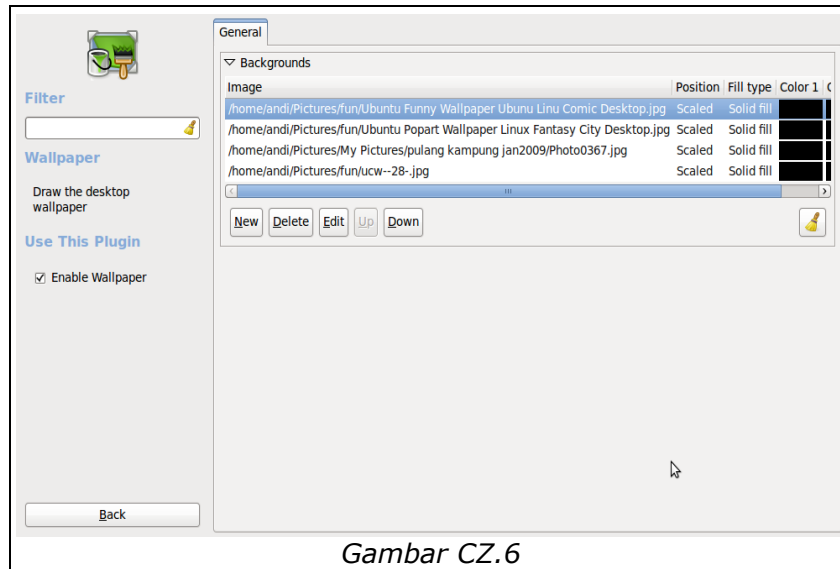 General
Backgrounds
Image Position Fill type Color 1 C
/home/andi/Pictures/fun/Ubuntu Funny Wallpaper Ubunu Linu Comic Desktop.jpg Scaled Solid fill
/home/andi/Pictures/fun/Ubuntu Popart Wallpaper Linux Fantasy City Desktop.jpg Scaled Solid fill
/home/andi/Pictures/My Pictures/pulang kampung jan2009/Photo0367.jpg Scaled Solid fill
/home/andi/Pictures/fun/ucw--28-.jpg Scaled Solid fill
New Delete Edit Up Down
Filter
Wallpaper
Draw the desktop
wallpaper
Use This Plugin
Enable Wallpaper
Back
Gambar CZ.6